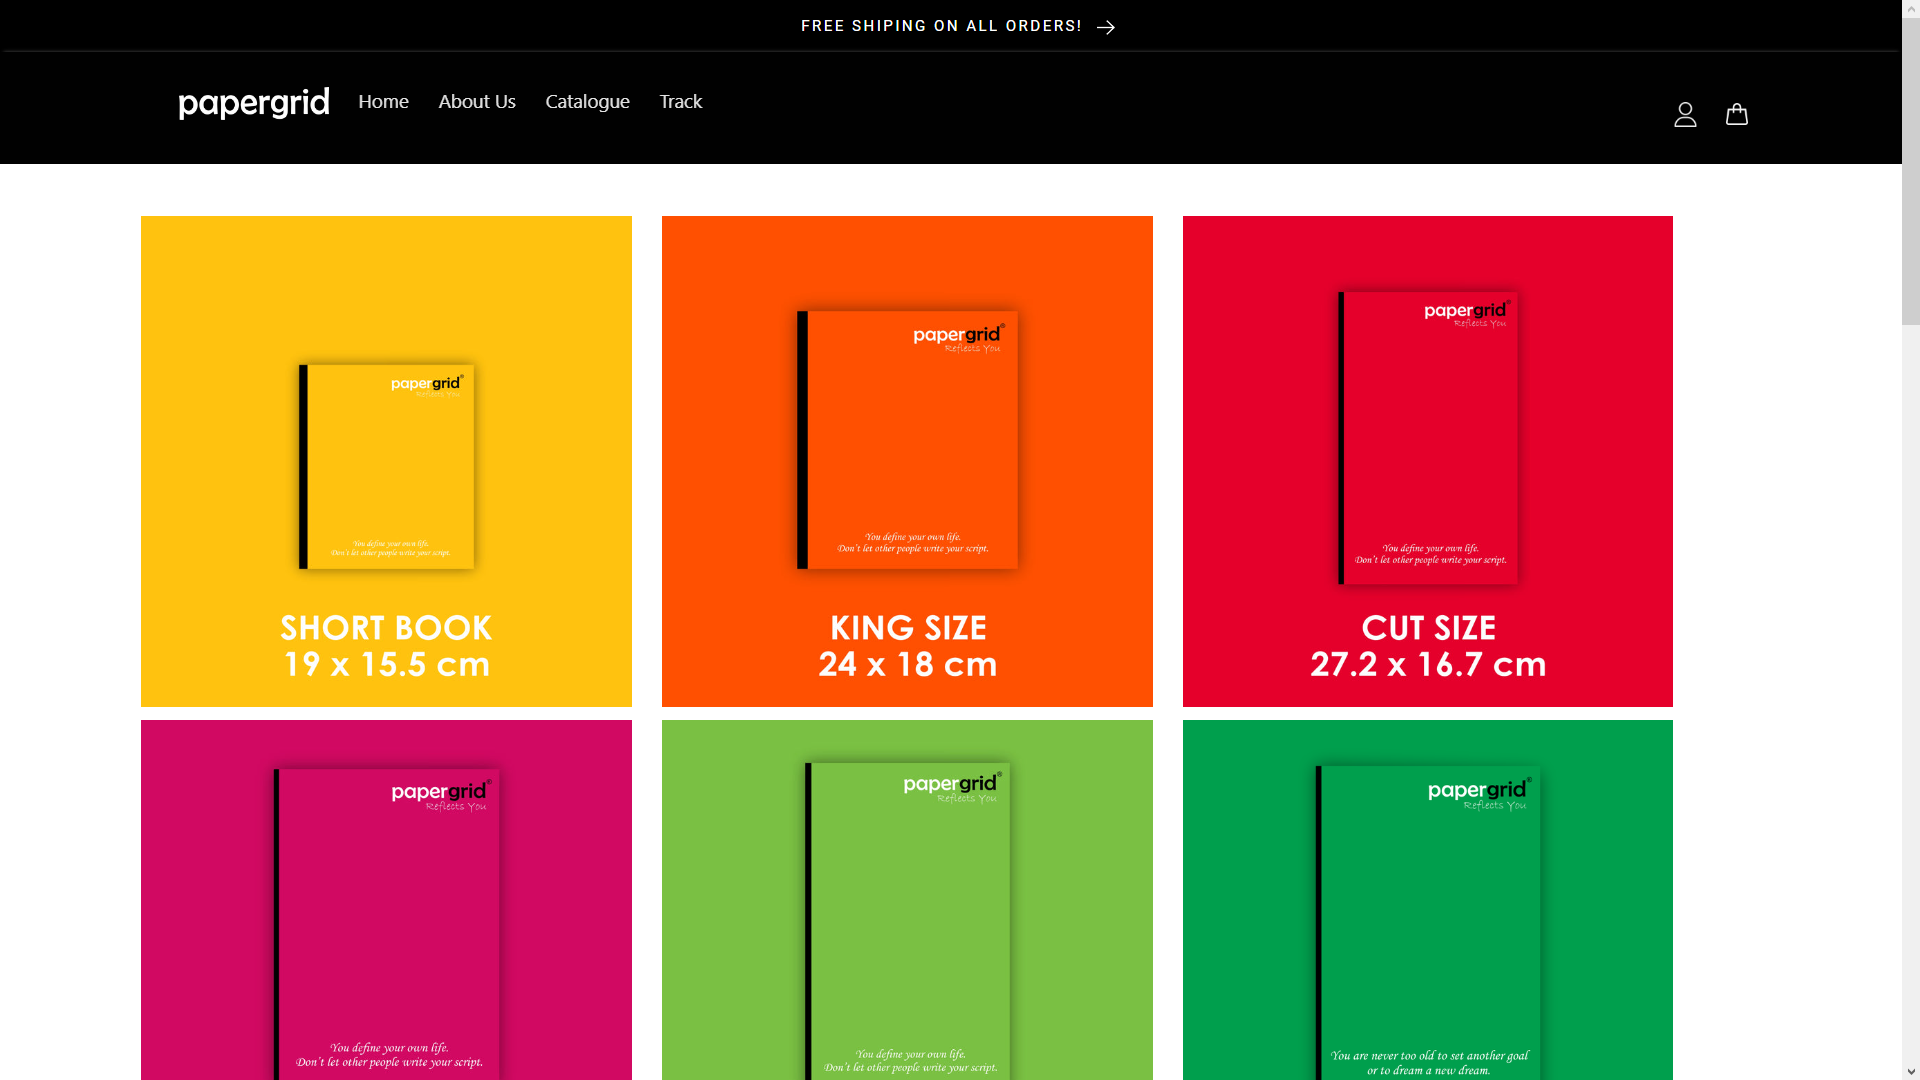 FREE SHIPING ON ALL ORDERS!
papergrid Home About Us Catalogue Track
papergrid®
Reflects You
You define your own life.
Don't let other people write your script.
SHORT BOOK
19 x 15.5 cm
papergrid®
Reflects You
You define your own life.
Don't let other people write your script.
KING SIZE
24 x 18 cm
papergrid®
Reflects You
You define your own life.
Don't let other people write your script.
CUT SIZE
27.2 x 16.7 cm
papergrid®
Reflects You
You define your own life.
Don't let other people write your script.
papergrid®
Reflects You
You define your own life.
Don't let other people write your script.
papergrid®
Reflects You
You are never too old to set another goal
or to dream a new dream.